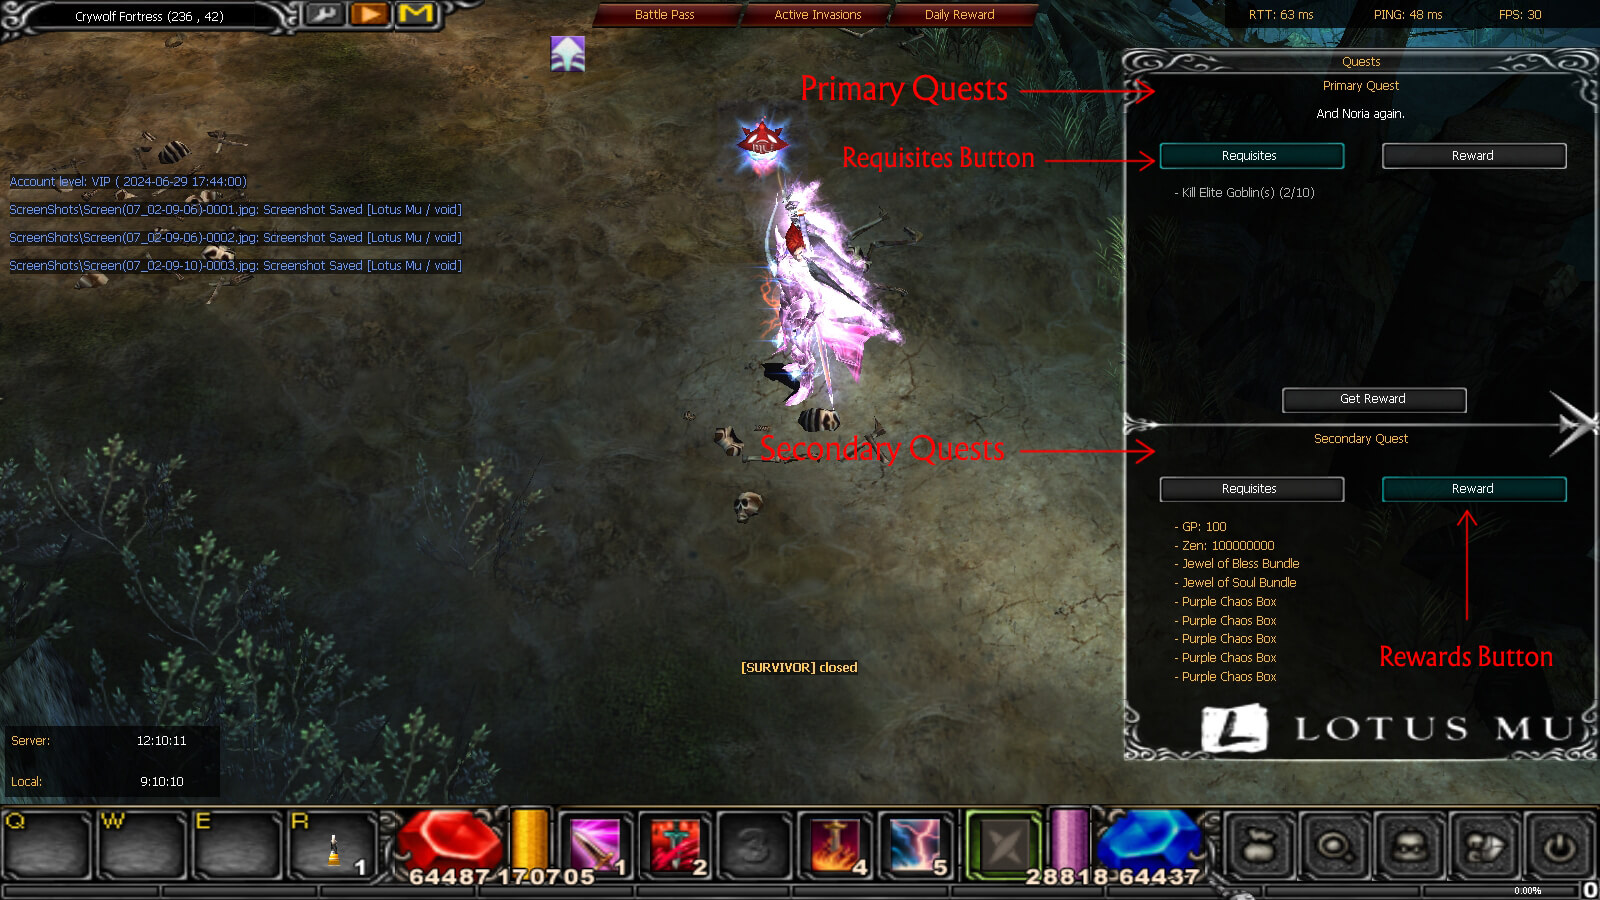 Crywolf Fortress (236 , 42)
Battle Pass
Active Invasions
Daily Reward
RTT: 63 ms
PING: 48 ms
FPS: 30
Quests
Primary Quests
Primary Quest
And Noria again.
Requisites Button
Requisites
Reward
- Kill Elite Goblin(s) (2/10)
Account level: VIP ( 2024-06-29 17:44:00)
ScreenShots\Screen(07_02-09-06)-0001.jpg: Screenshot Saved [Lotus Mu / void]
ScreenShots\Screen(07_02-09-06)-0002.jpg: Screenshot Saved [Lotus Mu / void]
ScreenShots\Screen(07_02-09-10)-0003.jpg: Screenshot Saved [Lotus Mu / void]
Get Reward
Secondary Quests
Secondary Quest
Requisites
Reward
- GP: 100
- Zen: 100000000
- Jewel of Bless Bundle
- Jewel of Soul Bundle
- Purple Chaos Box
- Purple Chaos Box
- Purple Chaos Box
- Purple Chaos Box
- Purple Chaos Box
Rewards Button
[SURVIVOR] closed
L LOTUS MU
Server: 12:10:11
Local: 9:10:10
Q
W
E
R
1
64487
170705
1
2
3
4
5
28818
64437
0.00%
0